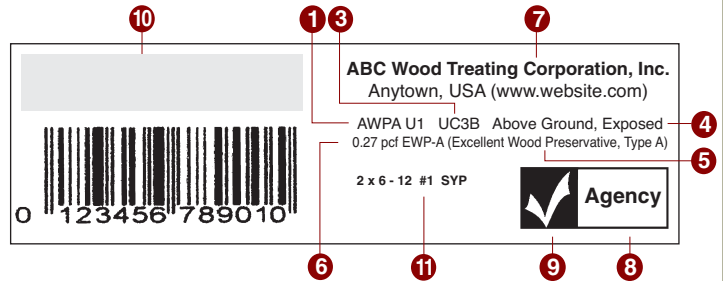 10 1 3 7
ABC Wood Treating Corporation, Inc.
Anytown, USA (www.website.com)
AWPA U1 UC3B Above Ground, Exposed 4
0.27 pcf EWP-A (Excellent Wood Preservative, Type A)
5
2 x 6 - 12 #1 SYP
Agency
0 123456 789010
6 11 9 8